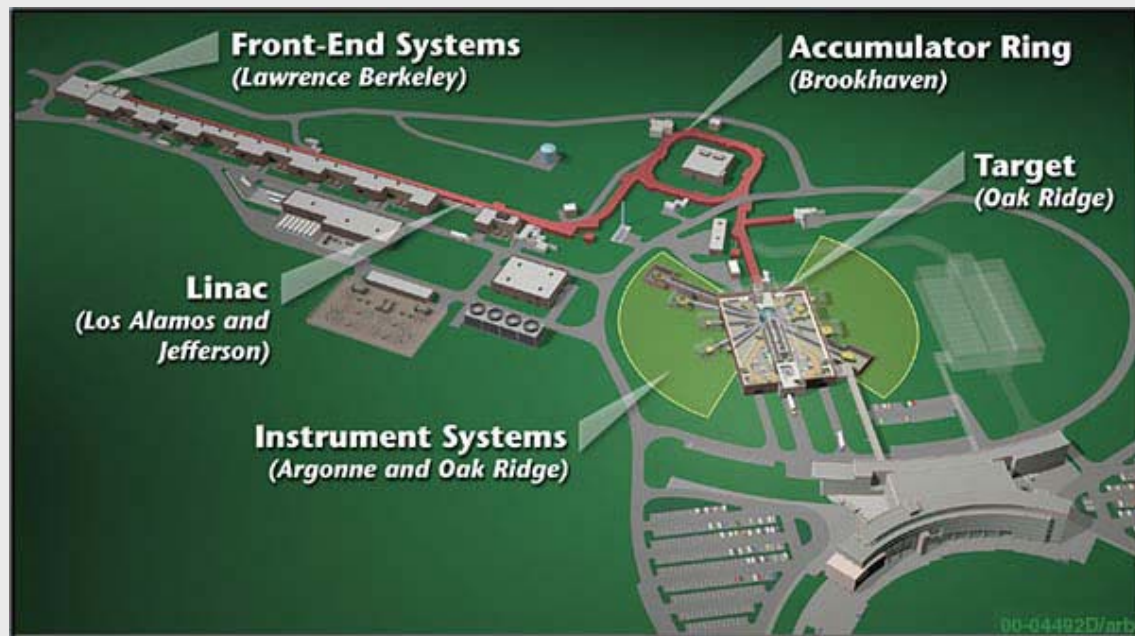 Front-End Systems
(Lawrence Berkeley)
Accumulator Ring
(Brookhaven)
Target
(Oak Ridge)
Linac
(Los Alamos and
Jefferson)
Instrument Systems
(Argonne and Oak Ridge)
00-04492D/arb